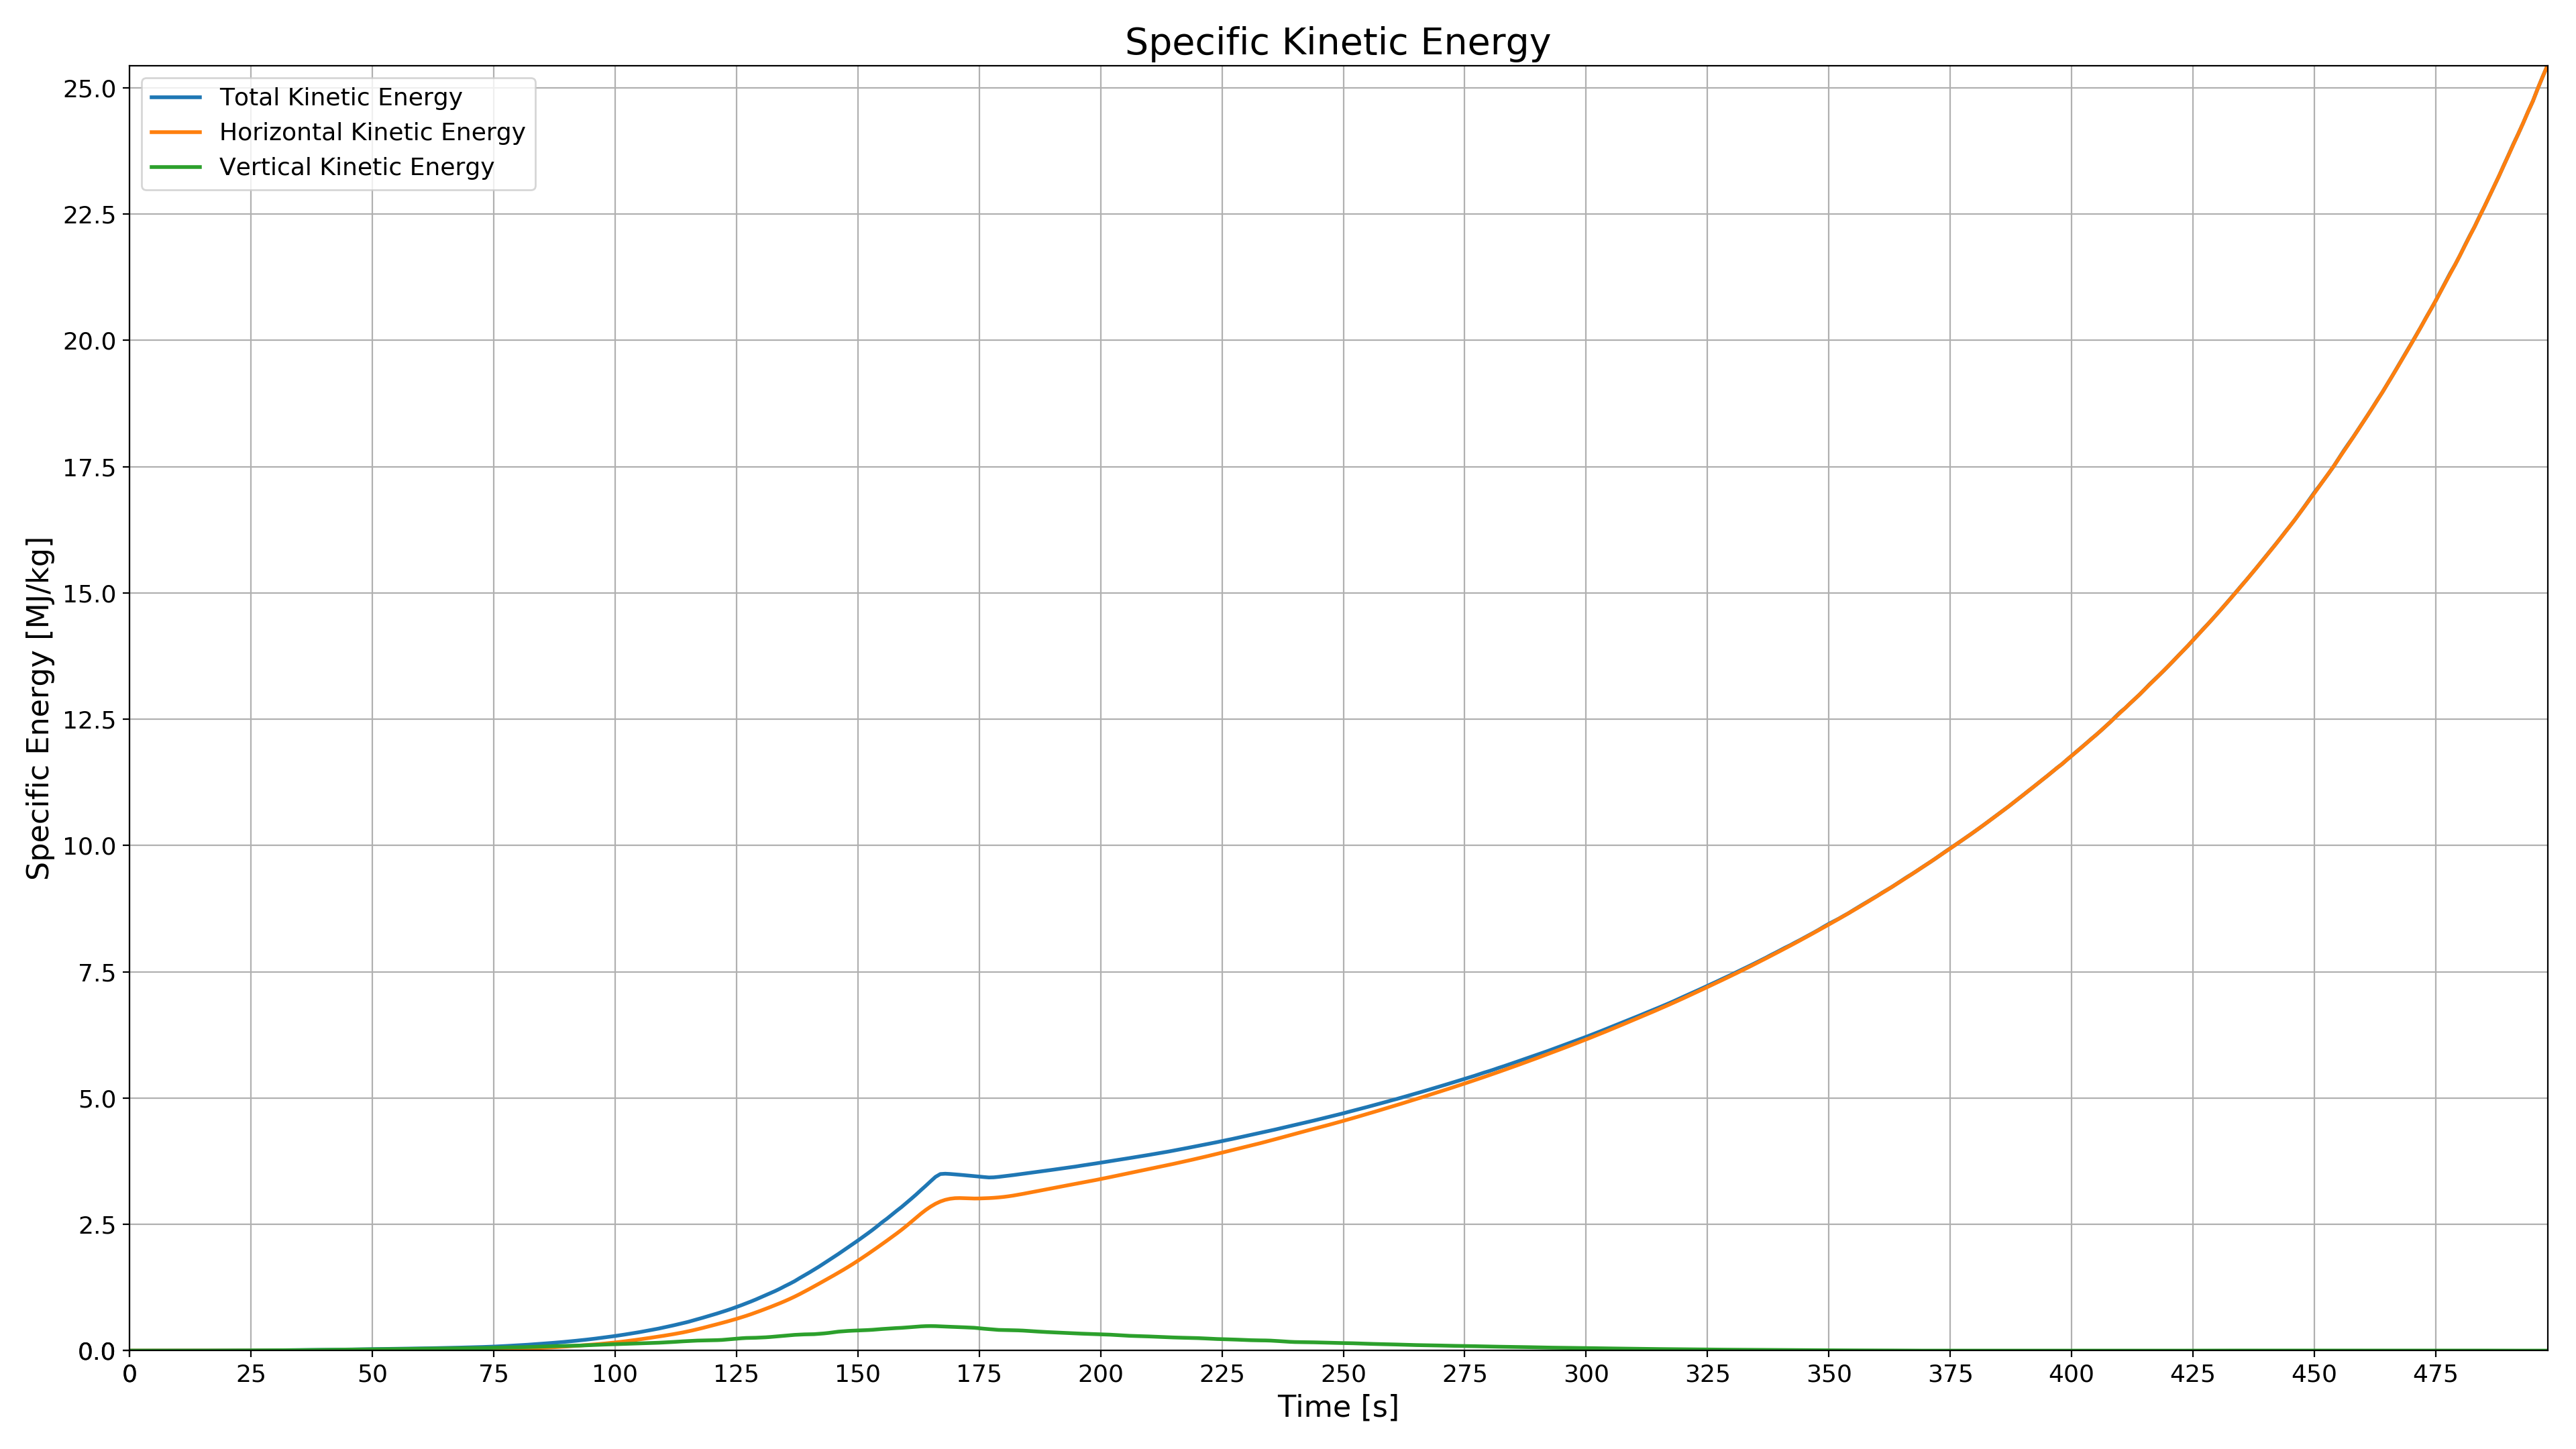 Specific Kinetic Energy
Total Kinetic Energy
Horizontal Kinetic Energy
Vertical Kinetic Energy
Specific Energy [MJ/kg]
25.0
22.5
20.0
17.5
15.0
12.5
10.0
7.5
5.0
2.5
0.0
0 25 50 75 100 125 150 175 200 225 250 275 300 325 350 375 400 425 450 475
Time [s]